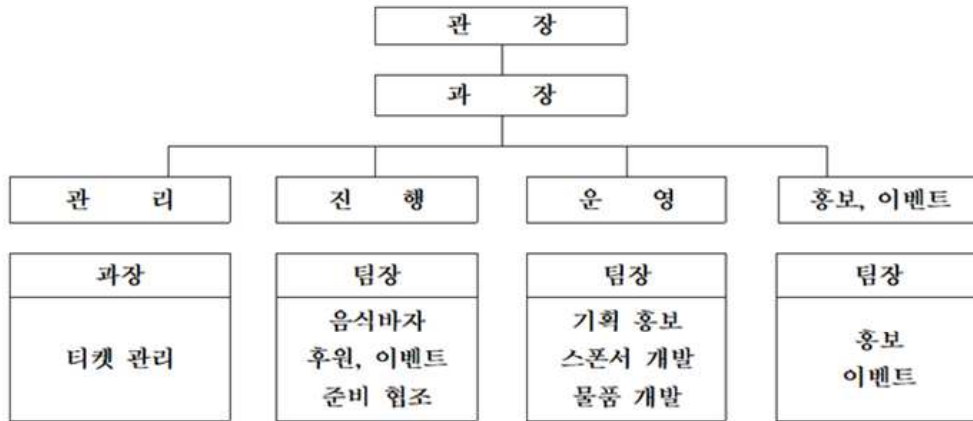 관 장
과 장
관 리
진 행
운 영
홍보, 이벤트
과장
티켓 관리
팀장
음식바자
후원, 이벤트
준비 협조
팀장
기획 홍보
스폰서 개발
물품 개발
팀장
홍보
이벤트